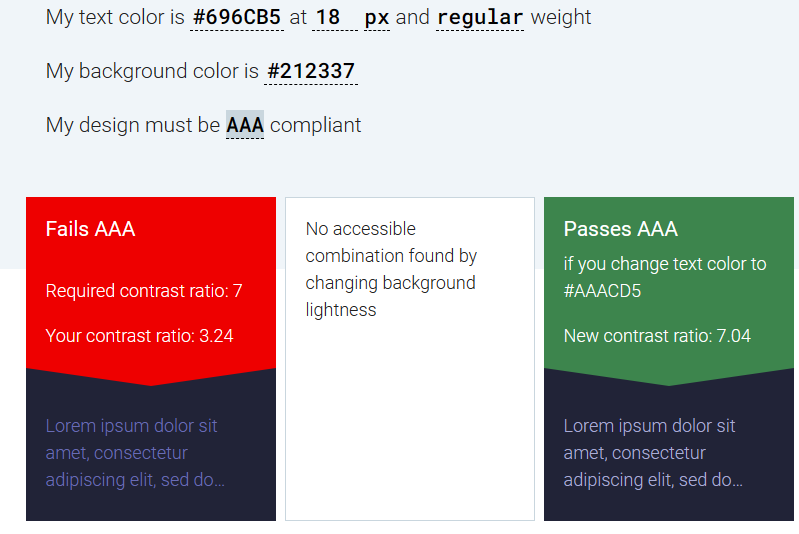 My text color is #696CB5 at 18 px and regular weight
My background color is #212337
My design must be AAA compliant
Fails AAA
Required contrast ratio: 7
Your contrast ratio: 3.24
Lorem ipsum dolor sit
amet, consectetur
adipiscing elit, sed do...
No accessible
combination found by
changing background
lightness
Passes AAA
if you change text color to
#AAACD5
New contrast ratio: 7.04
Lorem ipsum dolor sit
amet, consectetur
adipiscing elit, sed do...